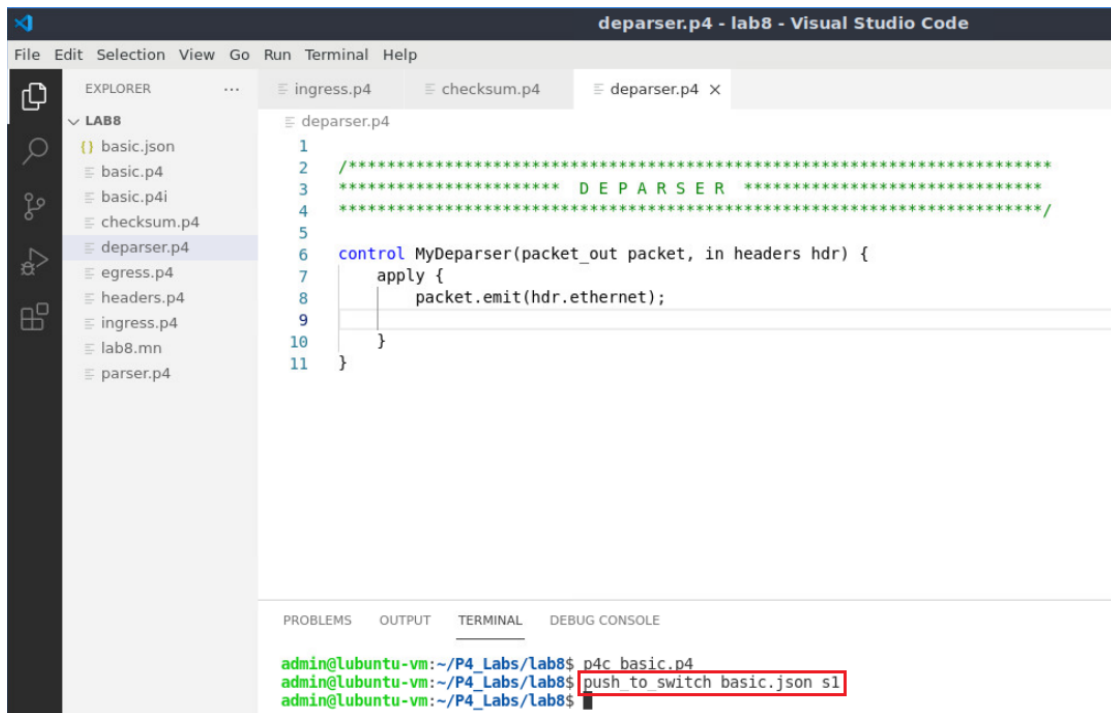 deparser.p4 - lab8 - Visual Studio Code
File Edit Selection View Go Run Terminal Help
EXPLORER ...
ingress.p4 checksum.p4 deparser.p4 ×
LAB8
{} basic.json
basic.p4
basic.p4i
checksum.p4
deparser.p4
egress.p4
headers.p4
ingress.p4
lab8.mn
parser.p4
deparser.p4
1
2 /*************************************************************************
3 *********************** D E P A R S E R *******************************
4 *************************************************************************/
5
6 control MyDeparser(packet_out packet, in headers hdr) {
7 apply {
8 packet.emit(hdr.ethernet);
9
10 }
11 }
PROBLEMS OUTPUT TERMINAL DEBUG CONSOLE
admin@lubuntu-vm:~/P4_Labs/lab8$ p4c basic.p4
admin@lubuntu-vm:~/P4_Labs/lab8$ push_to_switch basic.json s1
admin@lubuntu-vm:~/P4_Labs/lab8$